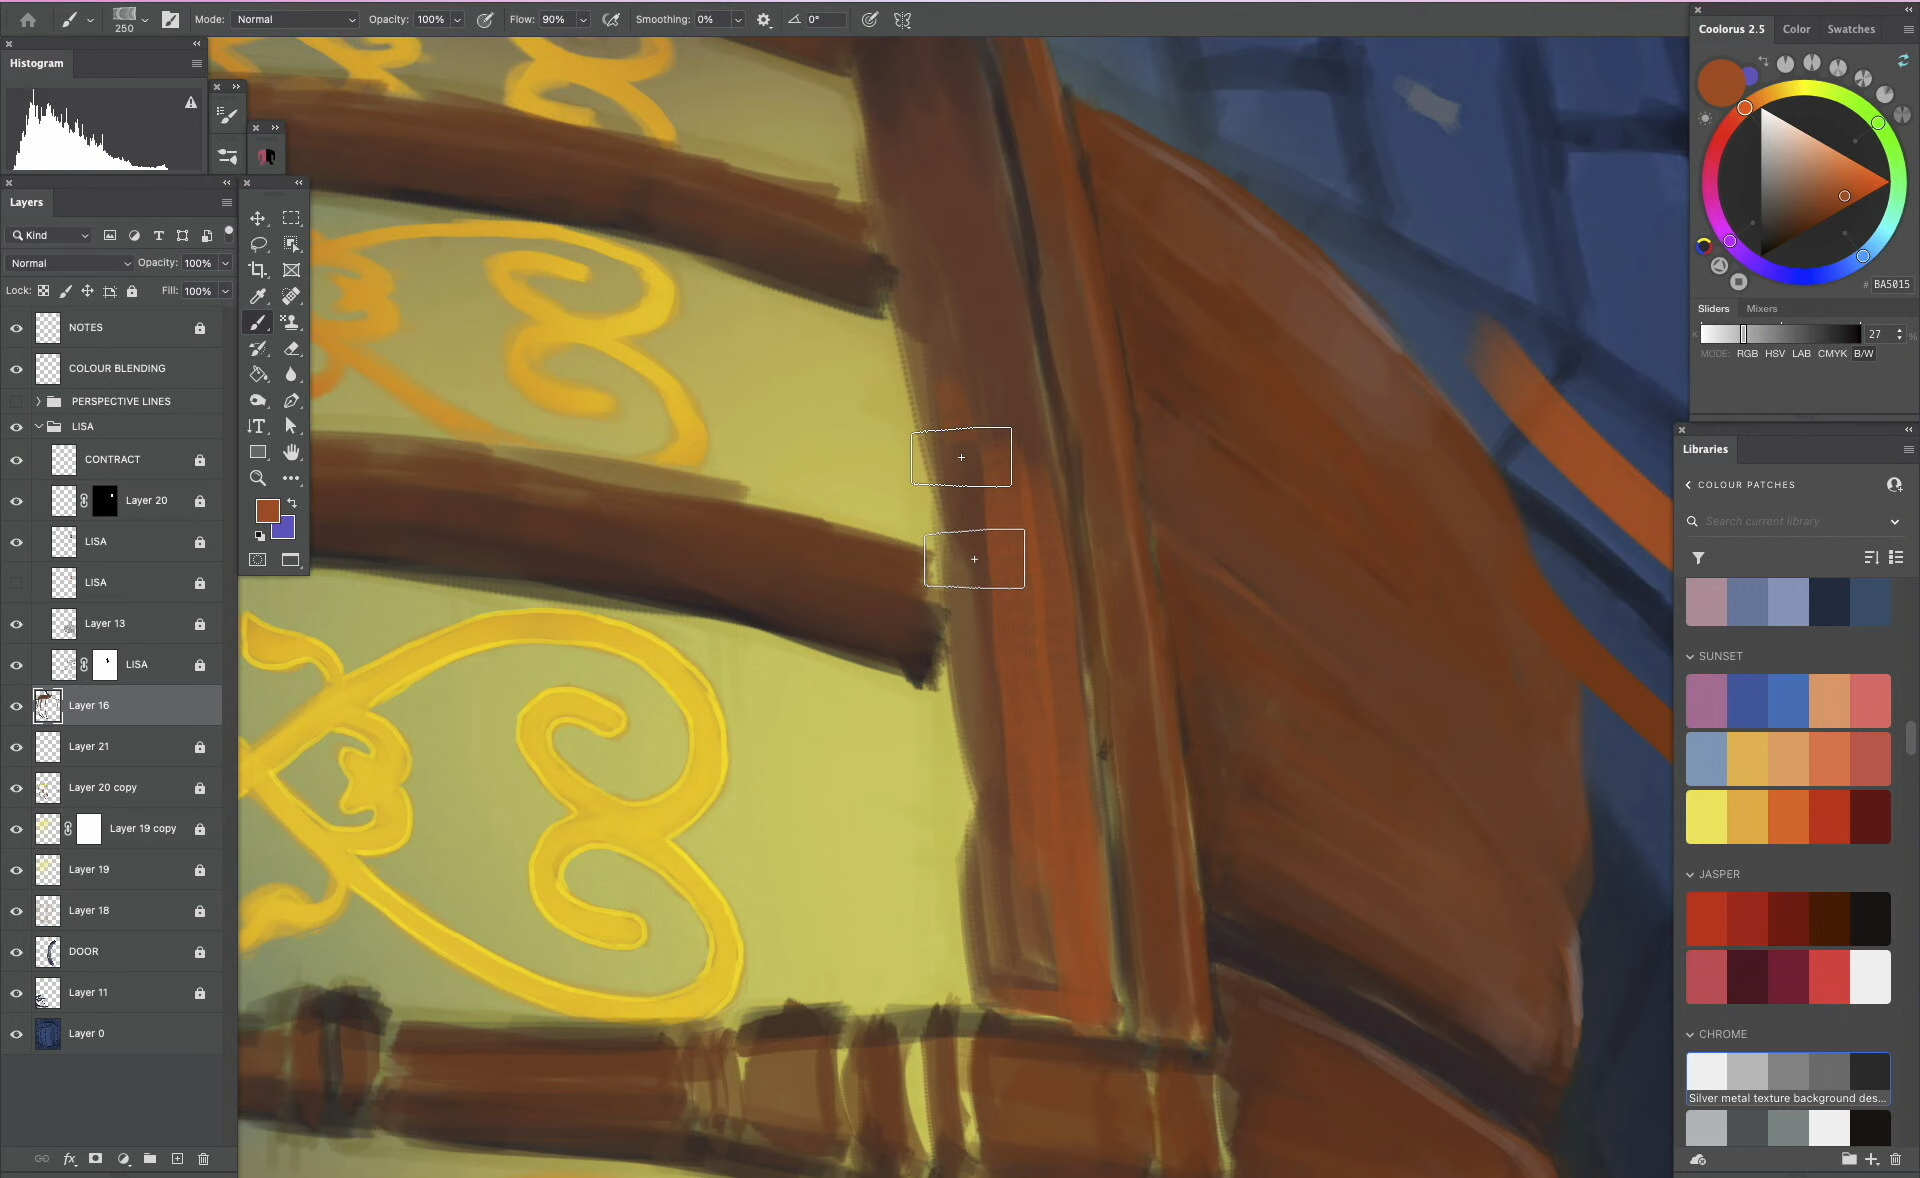 250
Mode: Normal
Opacity: 100%
Flow: 90%
Smoothing: 0%
0°
Histogram
Layers
Kind
Normal
Opacity: 100%
Lock:
Fill: 100%
NOTES
COLOUR BLENDING
PERSPECTIVE LINES
LISA
CONTRACT
Layer 20
LISA
LISA
Layer 13
LISA
Layer 16
Layer 21
Layer 20 copy
Layer 19 copy
Layer 19
Layer 18
DOOR
Layer 11
Layer 0
fx
Coolorus 2.5
Color
Swatches
# BA5015
Sliders
Mixers
K
27
%
MODE: RGB HSV LAB CMYK B/W
Libraries
COLOUR PATCHES
Search current library
SUNSET
JASPER
CHROME
Silver metal texture background des...